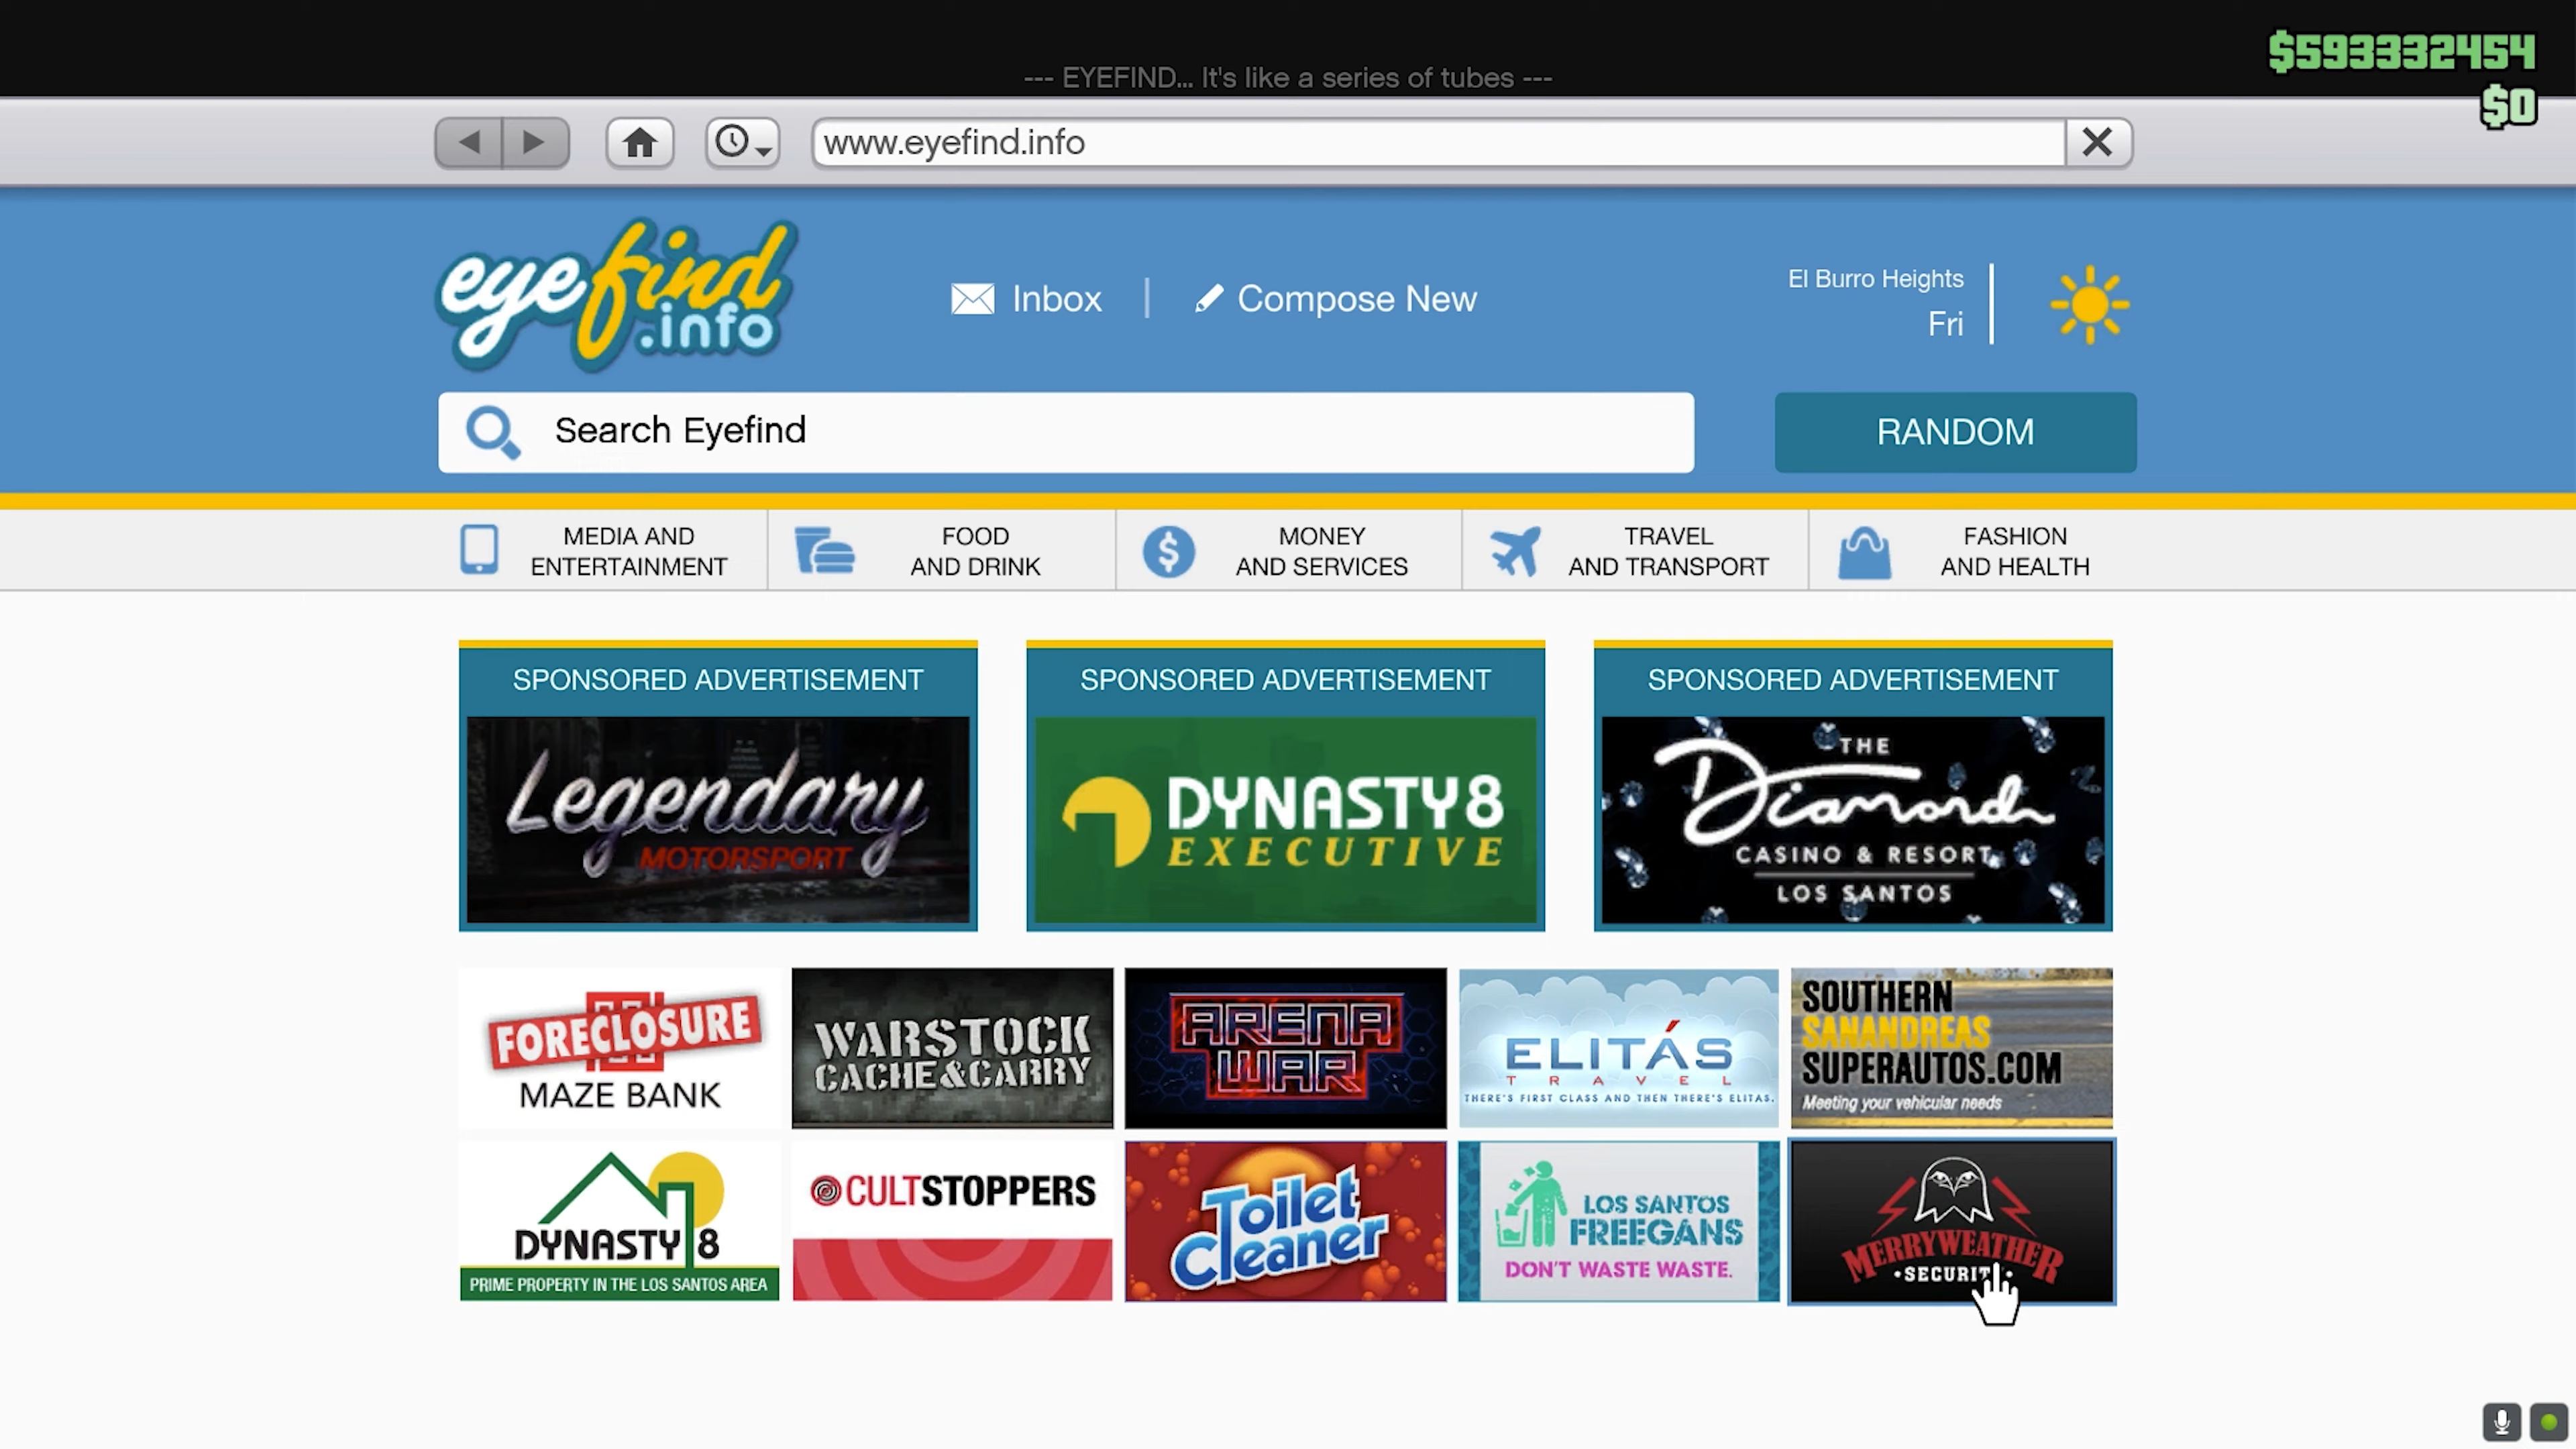 $593332454
--- EYEFIND... It's like a series of tubes ---
$0
www.eyefind.info
eyefind
.info
Inbox
Compose New
El Burro Heights
Fri
Search Eyefind
RANDOM
MEDIA AND
ENTERTAINMENT
FOOD
AND DRINK
MONEY
AND SERVICES
TRAVEL
AND TRANSPORT
FASHION
AND HEALTH
SPONSORED ADVERTISEMENT
Legendary
MOTORSPORT
SPONSORED ADVERTISEMENT
DYNASTY8
EXECUTIVE
SPONSORED ADVERTISEMENT
THE
Diamond
CASINO & RESORT
LOS SANTOS
FORECLOSURE
MAZE BANK
WARSTOCK
CACHE&CARRY
ARENA
WAR
ELITÁS
TRAVEL
THERE'S FIRST CLASS AND THEN THERE'S ELITAS.
SOUTHERN
SANANDREAS
SUPERAUTOS.COM
Meeting your vehicular needs
DYNASTY 8
PRIME PROPERTY IN THE LOS SANTOS AREA
CULTSTOPPERS
Toilet
Cleaner
LOS SANTOS
FREEGANS
DON'T WASTE WASTE.
MERRYWEATHER
•SECURITY•